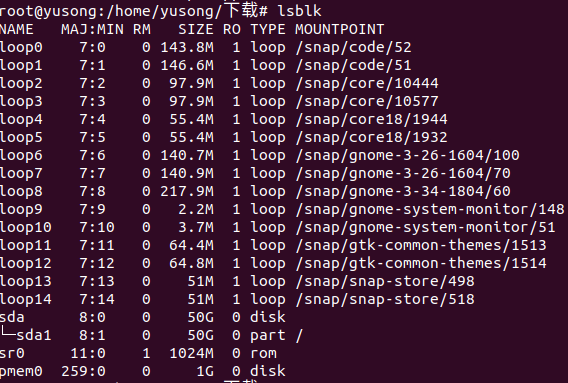 root@yusong:/home/yusong/下载# lsblk
NAME   MAJ:MIN RM   SIZE RO TYPE MOUNTPOINT
loop0    7:0    0 143.8M  1 loop /snap/code/52
loop1    7:1    0 146.6M  1 loop /snap/code/51
loop2    7:2    0  97.9M  1 loop /snap/core/10444
loop3    7:3    0  97.9M  1 loop /snap/core/10577
loop4    7:4    0  55.4M  1 loop /snap/core18/1944
loop5    7:5    0  55.4M  1 loop /snap/core18/1932
loop6    7:6    0 140.7M  1 loop /snap/gnome-3-26-1604/100
loop7    7:7    0 140.9M  1 loop /snap/gnome-3-26-1604/70
loop8    7:8    0 217.9M  1 loop /snap/gnome-3-34-1804/60
loop9    7:9    0   2.2M  1 loop /snap/gnome-system-monitor/148
loop10   7:10   0   3.7M  1 loop /snap/gnome-system-monitor/51
loop11   7:11   0  64.4M  1 loop /snap/gtk-common-themes/1513
loop12   7:12   0  64.8M  1 loop /snap/gtk-common-themes/1514
loop13   7:13   0    51M  1 loop /snap/snap-store/498
loop14   7:14   0    51M  1 loop /snap/snap-store/518
sda      8:0    0    50G  0 disk
└─sda1   8:1    0    50G  0 part /
sr0     11:0    1  1024M  0 rom
pmem0  259:0    0     1G  0 disk